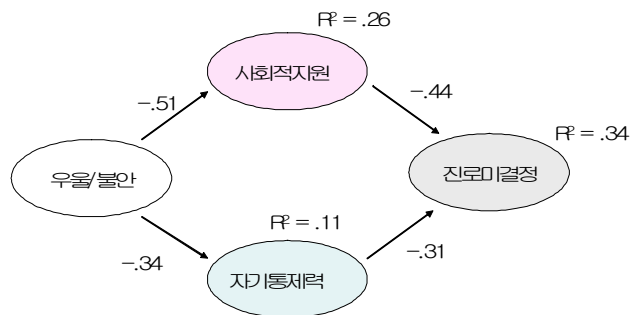 R² = .26
사회적지원
-.51
-.44
R² = .34
우울/불안
진로미결정
R² = .11
-.34
-.31
자기통제력